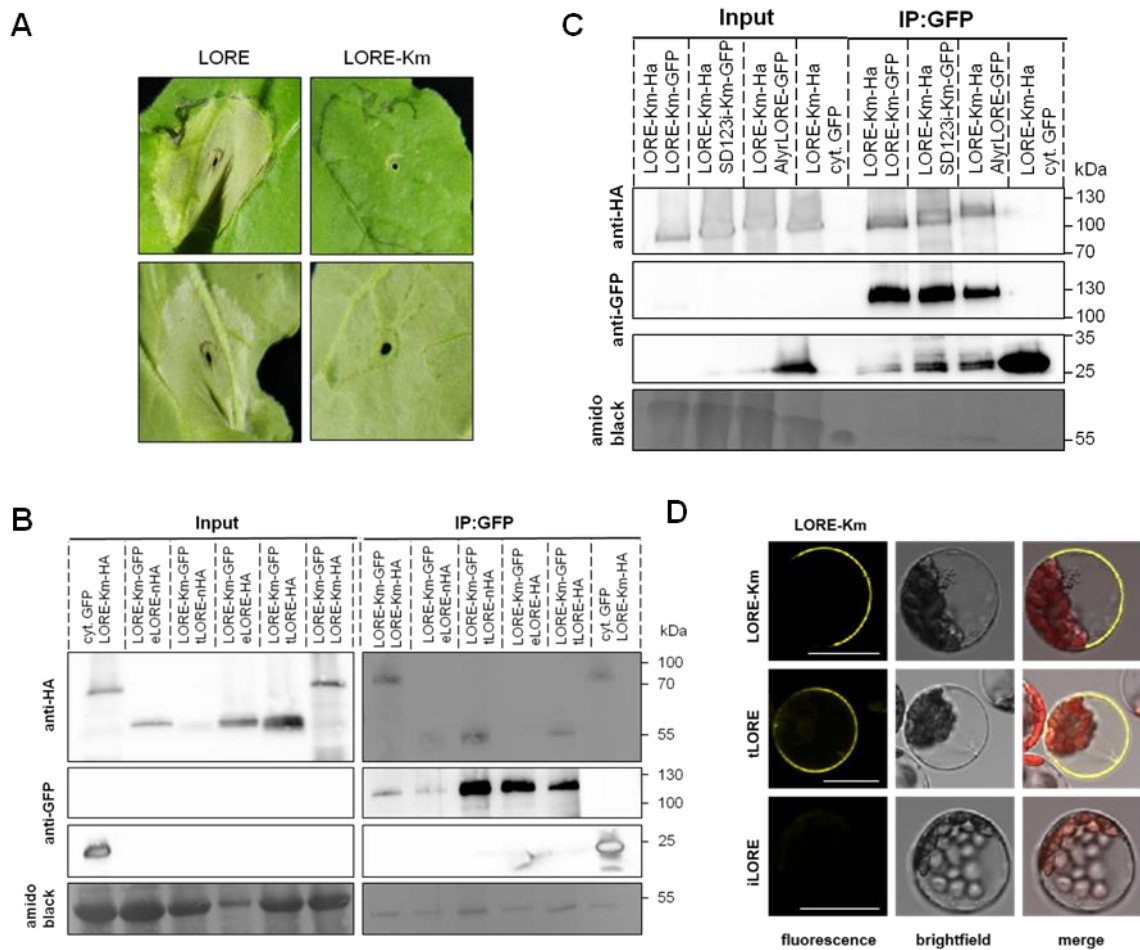 A
LORE
LORE-Km
C
Input
IP:GFP
LORE-Km-Ha
LORE-Km-GFP
LORE-Km-Ha
SD123i-Km-GFP
LORE-Km-Ha
AlyrLORE-GFP
LORE-Km-Ha
cyt.GFP
LORE-Km-Ha
LORE-Km-GFP
LORE-Km-Ha
SD123i-Km-GFP
LORE-Km-Ha
AlyrLORE-GFP
LORE-Km-Ha
cyt.GFP
kDa
anti-HA
130
100
70
anti-GFP
130
100
35
25
amido
black
55
B
Input
IP:GFP
cyt.GFP
LORE-Km-HA
LORE-Km-GFP
eLORE-nHA
LORE-Km-GFP
tLORE-nHA
LORE-Km-GFP
eLORE-HA
LORE-Km-GFP
tLORE-HA
LORE-Km-GFP
LORE-Km-HA
LORE-Km-GFP
LORE-Km-HA
LORE-Km-GFP
eLORE-nHA
LORE-Km-GFP
tLORE-nHA
LORE-Km-GFP
eLORE-HA
LORE-Km-GFP
tLORE-HA
cyt. GFP
LORE-Km-HA
kDa
anti-HA
100
70
55
anti-GFP
130
100
25
amido
black
55
D
LORE-Km
LORE-Km
tLORE
iLORE
fluorescence
brightfield
merge